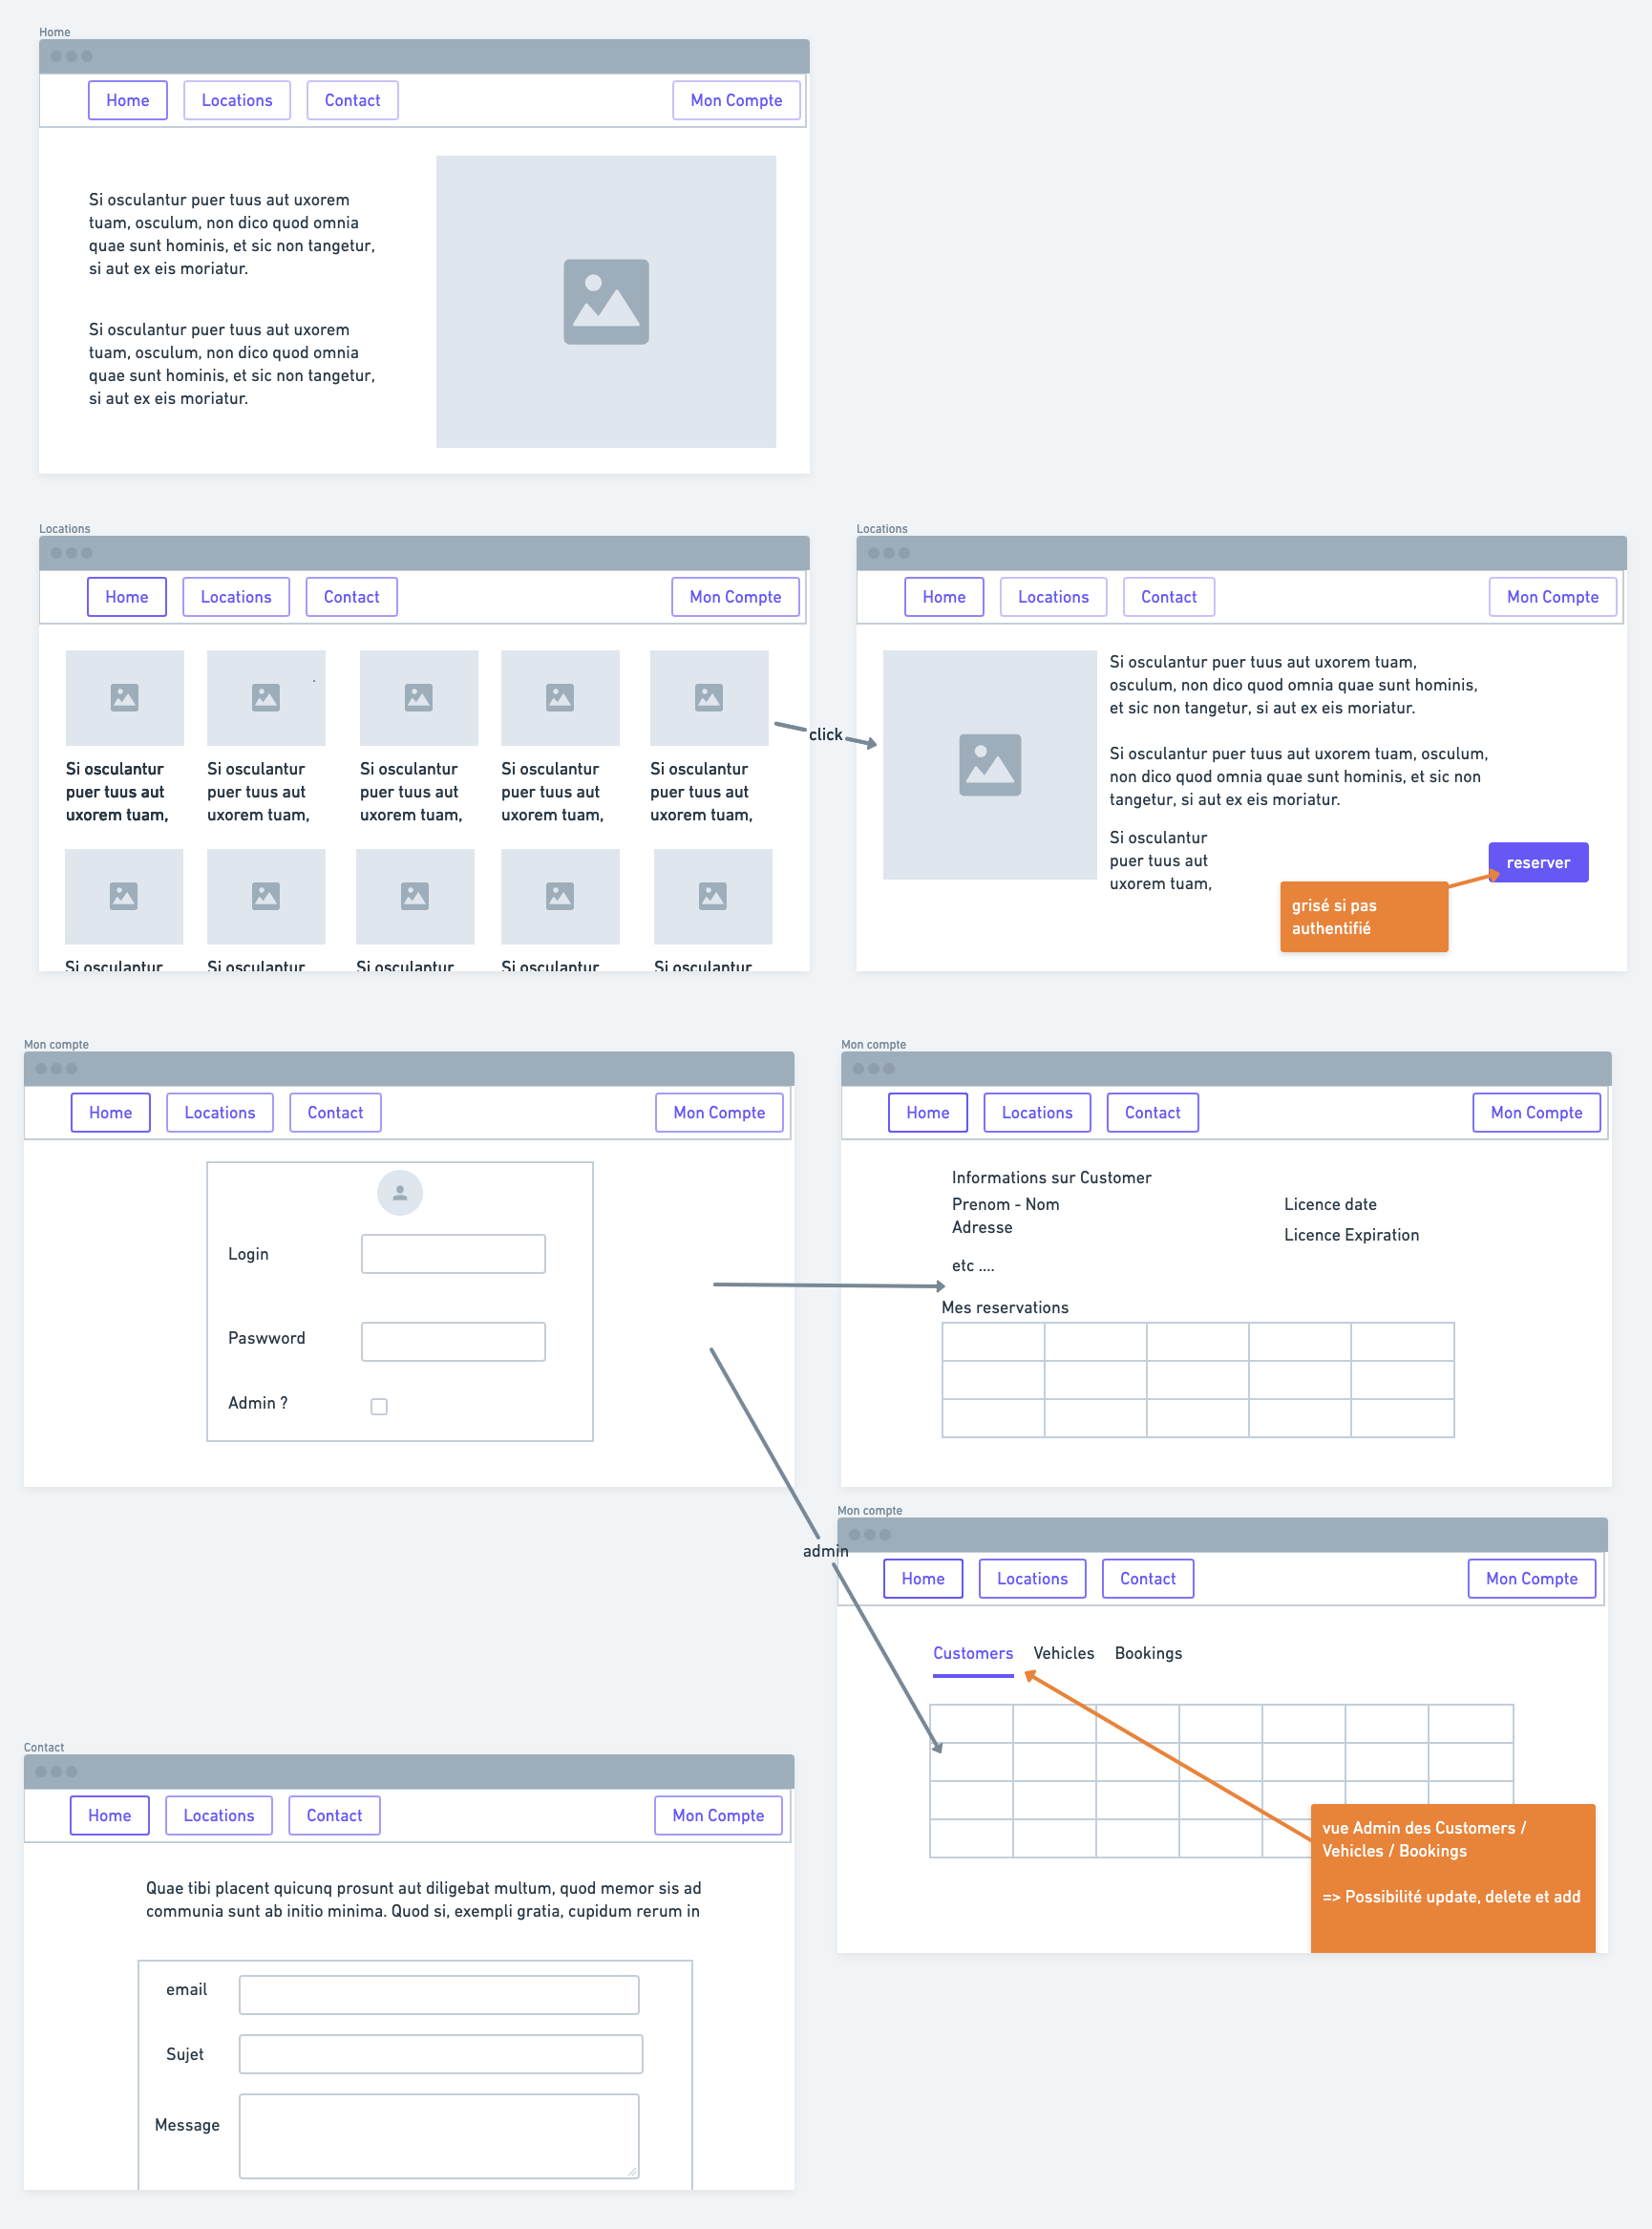 Home
Home Locations Contact Mon Compte
Si osculantur puer tuus aut uxorem
tuam, osculum, non dico quod omnia
quae sunt hominis, et sic non tangetur,
si aut ex eis moriatur.
Si osculantur puer tuus aut uxorem
tuam, osculum, non dico quod omnia
quae sunt hominis, et sic non tangetur,
si aut ex eis moriatur.
Locations
Home Locations Contact Mon Compte
Si osculantur
puer tuus aut
uxorem tuam,
Si osculantur
puer tuus aut
uxorem tuam,
Si osculantur
puer tuus aut
uxorem tuam,
Si osculantur
puer tuus aut
uxorem tuam,
Si osculantur
puer tuus aut
uxorem tuam,
Si osculantur
Si osculantur
Si osculantur
Si osculantur
Si osculantur
click
Locations
Home Locations Contact Mon Compte
Si osculantur puer tuus aut uxorem tuam,
osculum, non dico quod omnia quae sunt hominis,
et sic non tangetur, si aut ex eis moriatur.
Si osculantur puer tuus aut uxorem tuam, osculum,
non dico quod omnia quae sunt hominis, et sic non
tangetur, si aut ex eis moriatur.
Si osculantur
puer tuus aut
uxorem tuam,
reserver
grisé si pas
authentifié
Mon compte
Home Locations Contact Mon Compte
Login
Paswword
Admin ?
Mon compte
Home Locations Contact Mon Compte
Informations sur Customer
Prenom - Nom
Adresse
etc ....
Licence date
Licence Expiration
Mes reservations
admin
Mon compte
Home Locations Contact Mon Compte
Customers Vehicles Bookings
vue Admin des Customers /
Vehicles / Bookings
=> Possibilité update, delete et add
Contact
Home Locations Contact Mon Compte
Quae tibi placent quicunq prosunt aut diligebat multum, quod memor sis ad
communia sunt ab initio minima. Quod si, exempli gratia, cupidum rerum in
email
Sujet
Message